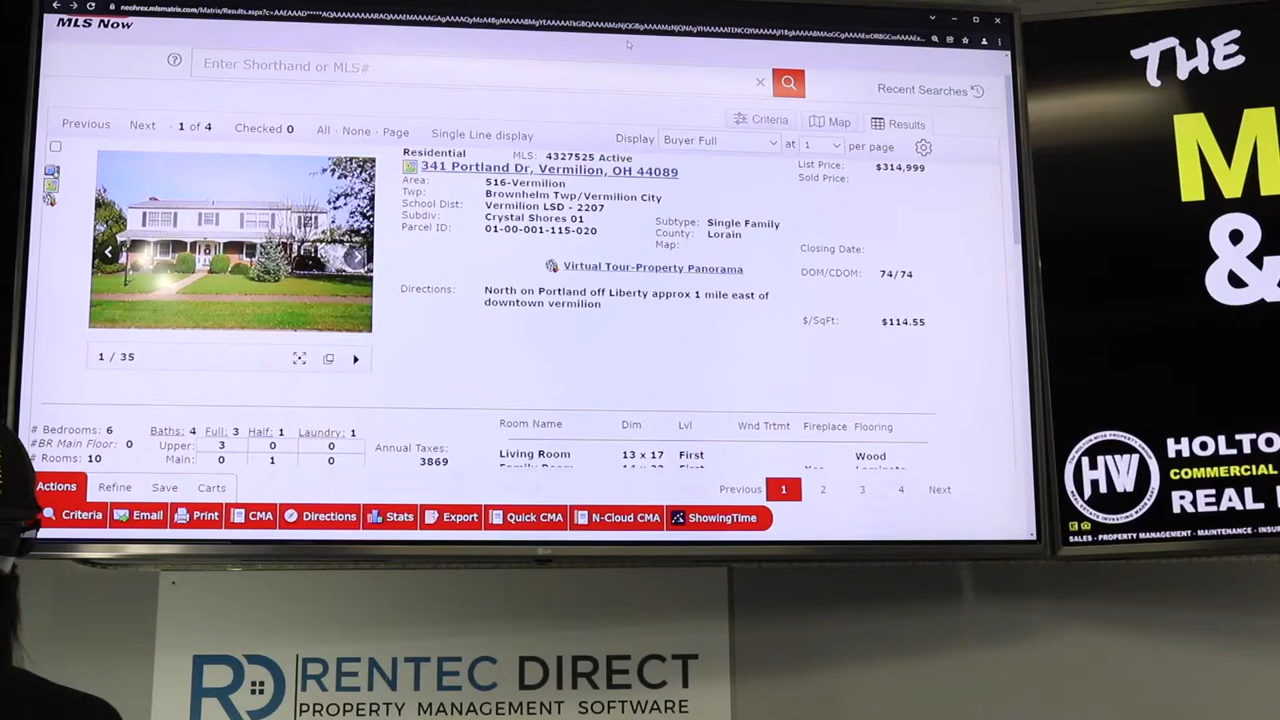 MLS Now
Enter Shorthand or MLS#
Recent Searches
Criteria Map Results
Previous Next · 1 of 4 Checked 0 All · None · Page Single Line display Display Buyer Full at 1 per page
Residential MLS: 4327525 Active
341 Portland Dr, Vermilion, OH 44089
Area: 516-Vermilion
Twp: Brownhelm Twp/Vermilion City
School Dist: Vermilion LSD - 2207
Subdiv: Crystal Shores 01
Parcel ID: 01-00-001-115-020
Subtype: Single Family
County: Lorain
Map:
List Price: $314,999
Sold Price:
Closing Date:
DOM/CDOM: 74/74
$/SqFt: $114.55
Virtual Tour-Property Panorama
Directions: North on Portland off Liberty approx 1 mile east of
downtown vermilion
1 / 35
# Bedrooms: 6 Baths: 4 Full: 3 Half: 1 Laundry: 1
#BR Main Floor: 0 Upper: 3 0 0
# Rooms: 10 Main: 0 1 0
Annual Taxes:
3869
Room Name Dim Lvl Wnd Trtmt Fireplace Flooring
Living Room 13 x 17 First Wood
Actions Refine Save Carts
Previous 1 2 3 4 Next
Criteria Email Print CMA Directions Stats Export Quick CMA N-Cloud CMA ShowingTime
LG
THE
M
&
HW
HOLTO
COMMERCIAL
REAL
SALES - PROPERTY MANAGEMENT - MAINTENANCE - INSU
RD RENTEC DIRECT
PROPERTY MANAGEMENT SOFTWARE